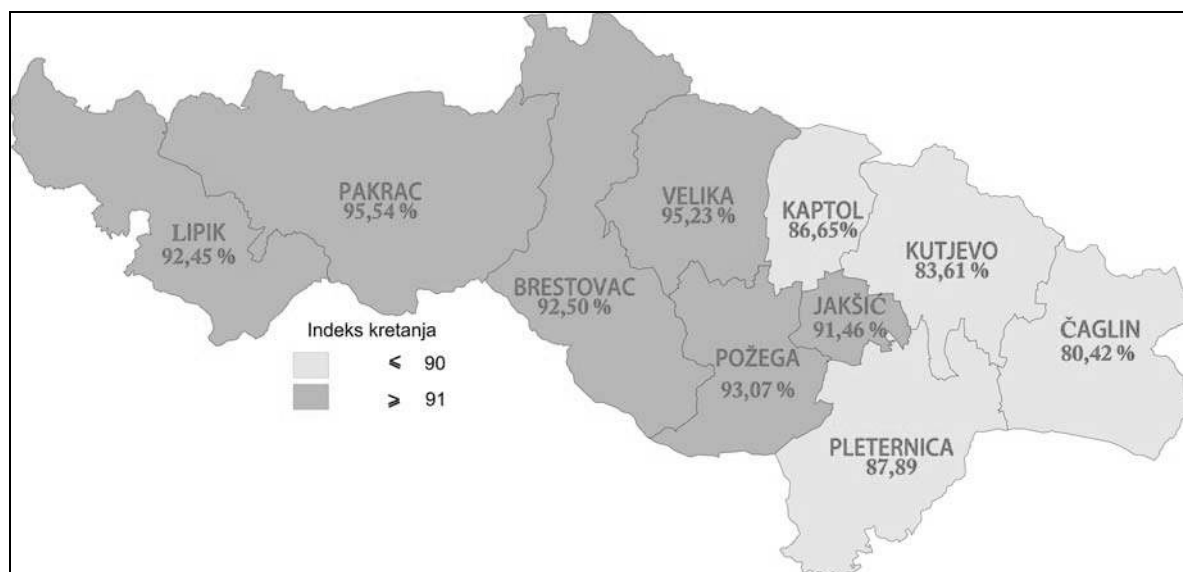 PAKRAC
95,54 %
LIPIK
92,45 %
VELIKA
95,23 %
KAPTOL
86,65%
KUTJEVO
83,61 %
BRESTOVAC
92,50 %
JAKŠIĆ
91,46 %
ČAGLIN
80,42 %
POŽEGA
93,07 %
PLETERNICA
87,89
Indeks kretanja
⩽ 90
⩾ 91